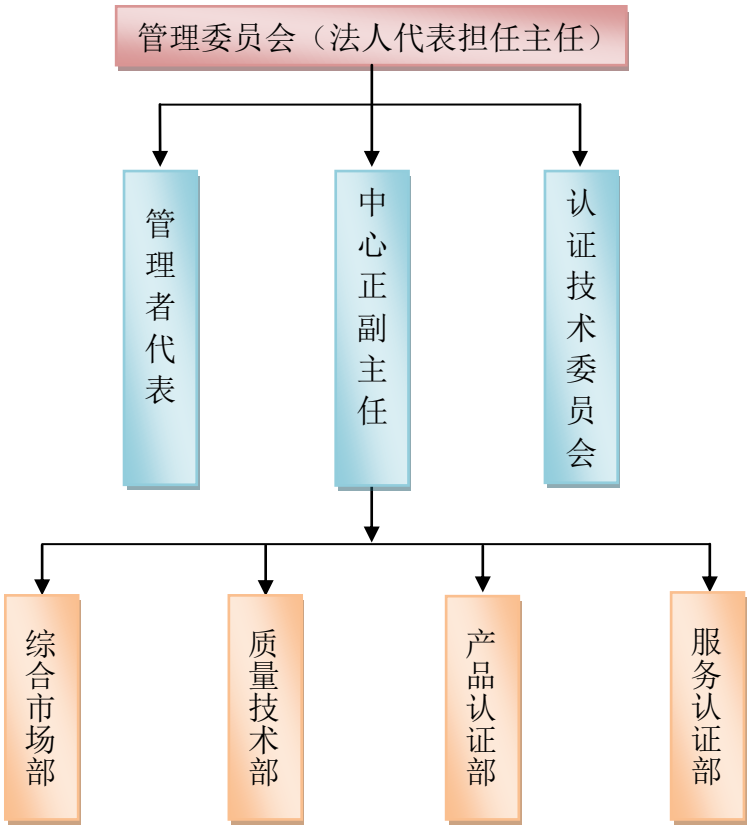 管理委员会（法人代表担任主任）
管理者代表
中心正副主任
认证技术委员会
综合市场部
质量技术部
产品认证部
服务认证部